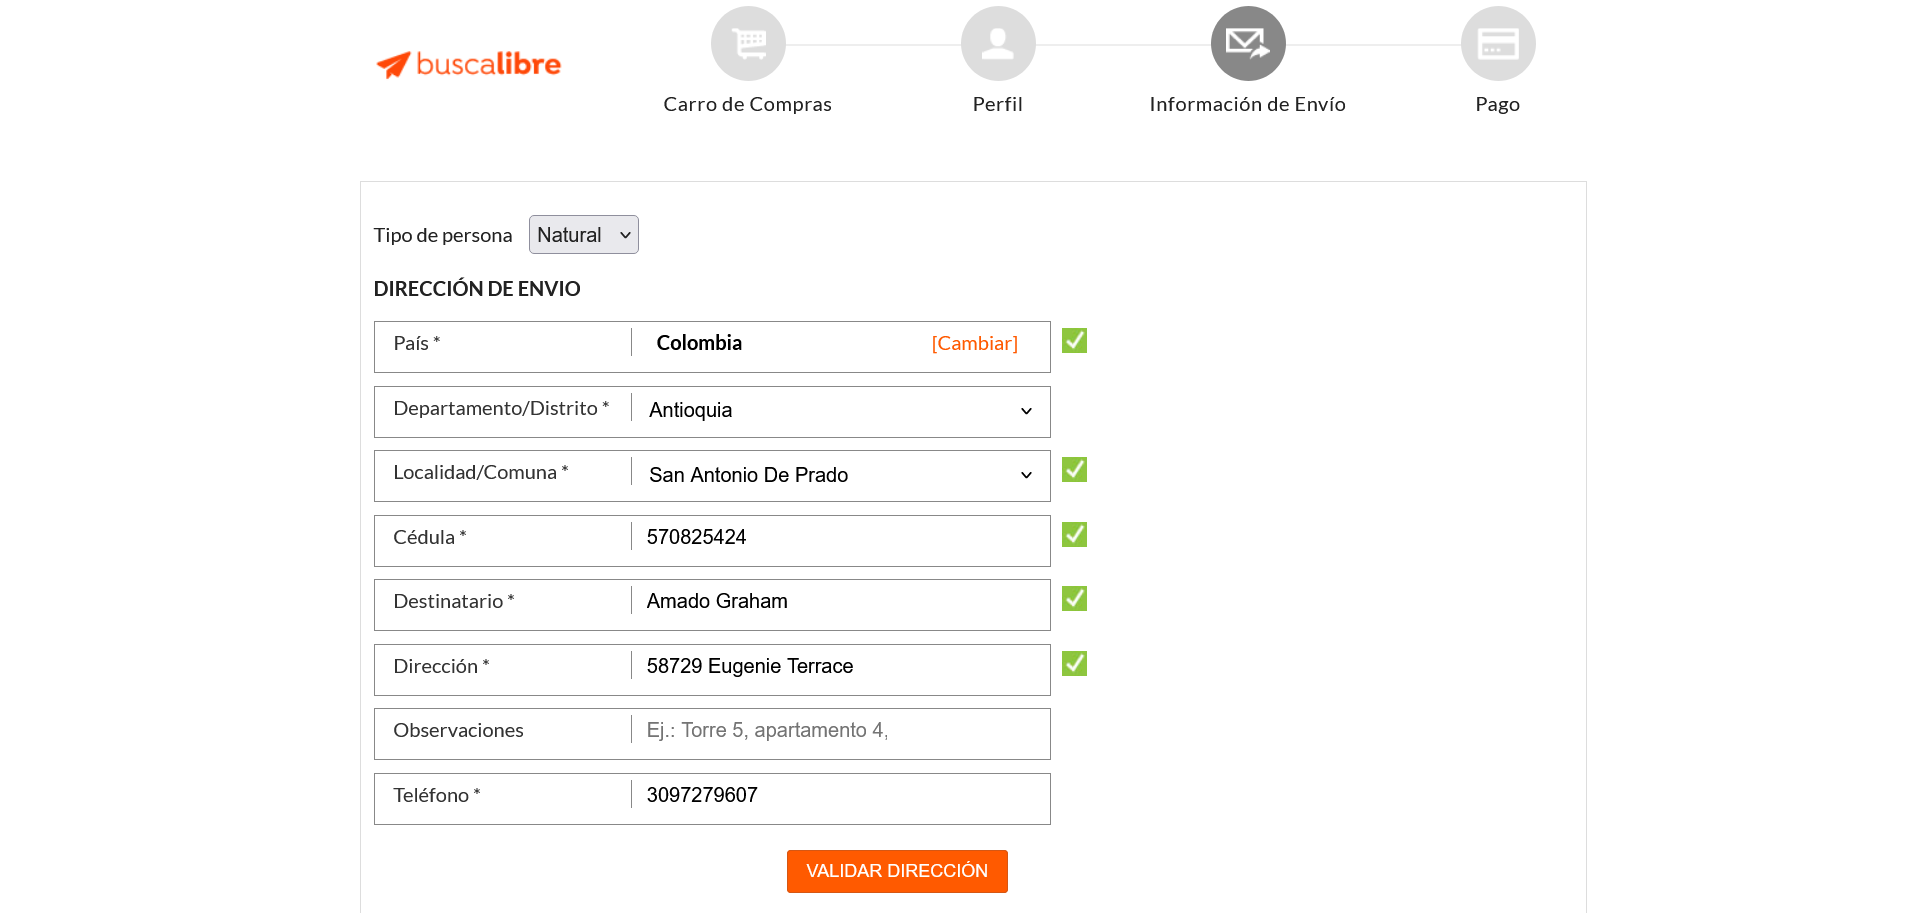 buscalibre
Carro de Compras
Perfil
Información de Envío
Pago
Tipo de persona Natural
DIRECCIÓN DE ENVIO
País * Colombia [Cambiar]
Departamento/Distrito * Antioquia
Localidad/Comuna * San Antonio De Prado
Cédula * 570825424
Destinatario * Amado Graham
Dirección * 58729 Eugenie Terrace
Observaciones Ej.: Torre 5, apartamento 4,
Teléfono * 3097279607
VALIDAR DIRECCIÓN